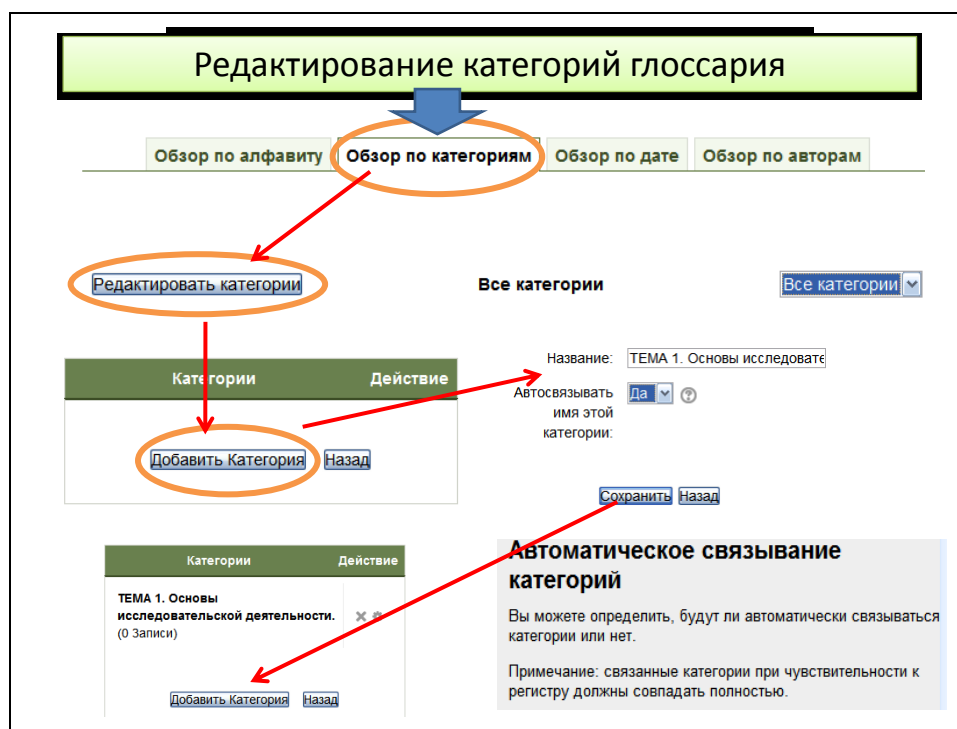 Редактирование категорий глоссария
Обзор по алфавиту Обзор по категориям Обзор по дате Обзор по авторам
Редактировать категории Все категории Все категории
Категории Действие
Добавить Категория Назад
Название: ТЕМА 1. Основы исследовате
Автосвязывать Да
имя этой
категории:
Сохранить Назад
Категории Действие
ТЕМА 1. Основы
исследовательской деятельности.
(0 Записи)
Добавить Категория Назад
Автоматическое связывание
категорий
Вы можете определить, будут ли автоматически связываться
категории или нет.
Примечание: связанные категории при чувствительности к
регистру должны совпадать полностью.